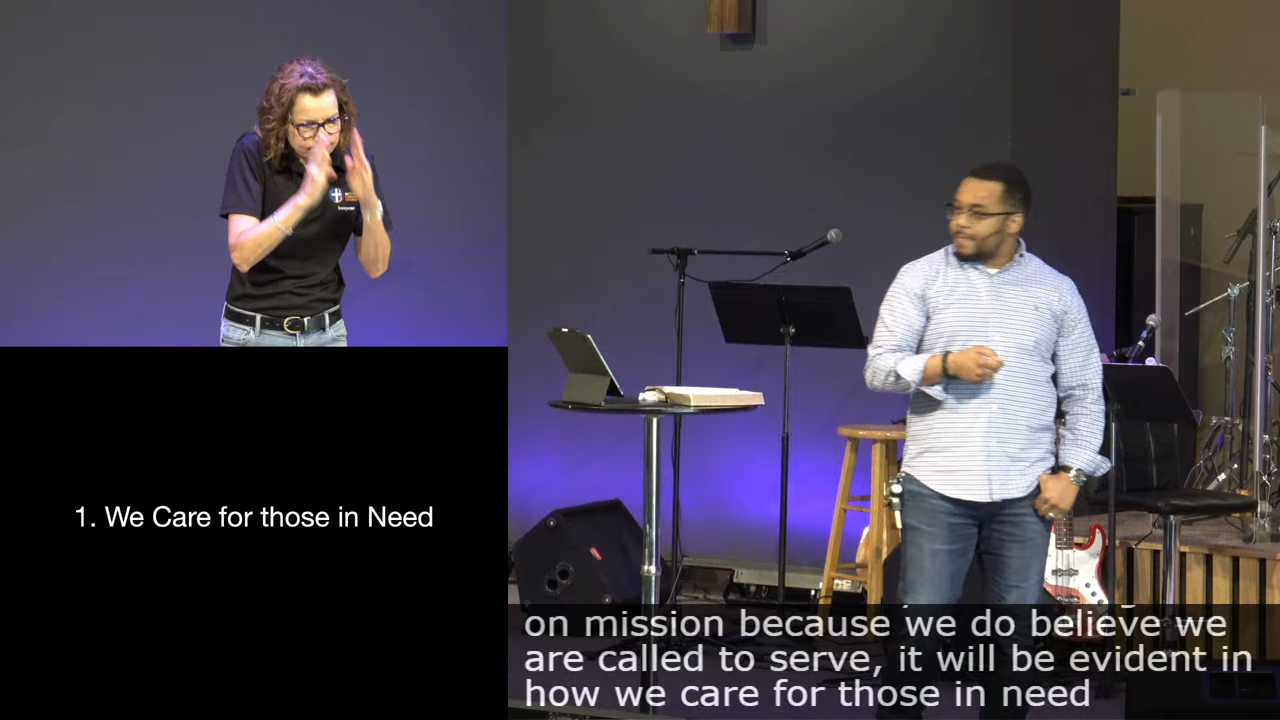 1. We Care for those in Need
on mission because we do believe we
are called to serve, it will be evident in
how we care for those in need